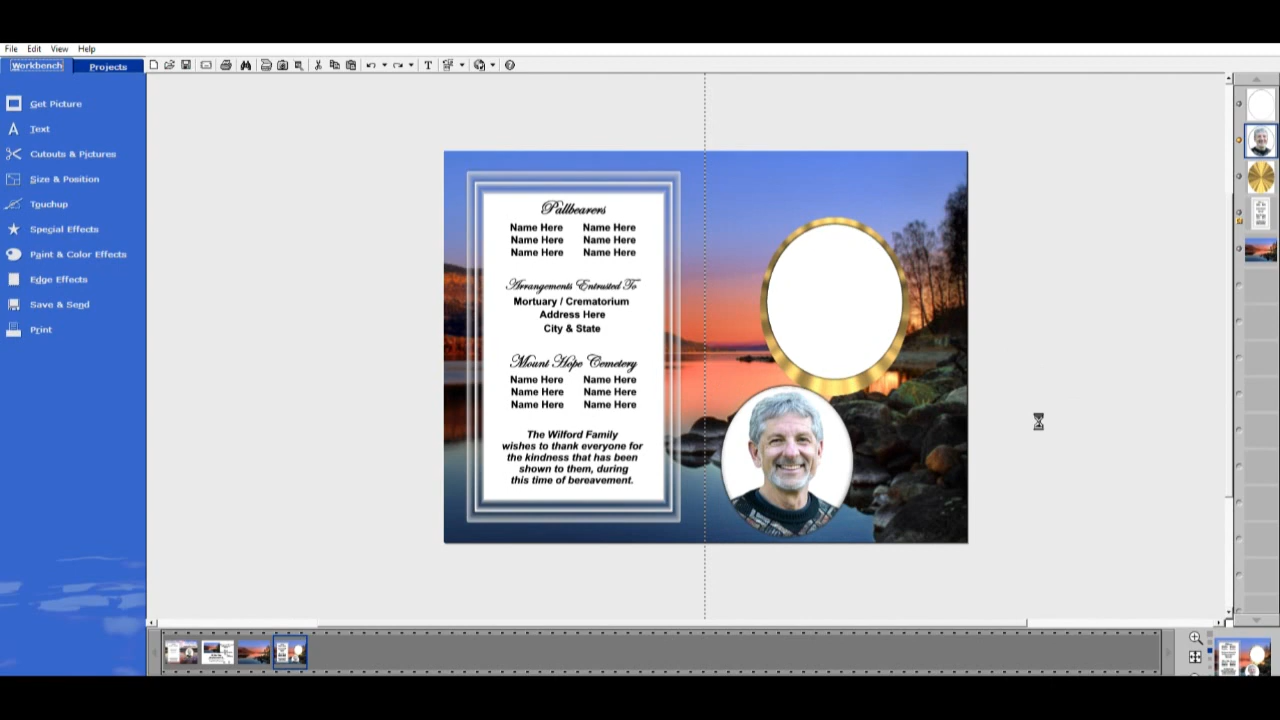 File Edit View Help
Workbench Projects
Get Picture
Text
Cutouts & Pictures
Size & Position
Touchup
Special Effects
Paint & Color Effects
Edge Effects
Save & Send
Print
Pallbearers
Name Here Name Here
Name Here Name Here
Name Here Name Here
Arrangements Entrusted To
Mortuary / Crematorium
Address Here
City & State
Mount Hope Cemetery
Name Here Name Here
Name Here Name Here
Name Here Name Here
The Wilford Family
wishes to thank everyone for
the kindness that has been
shown to them, during
this time of bereavement.